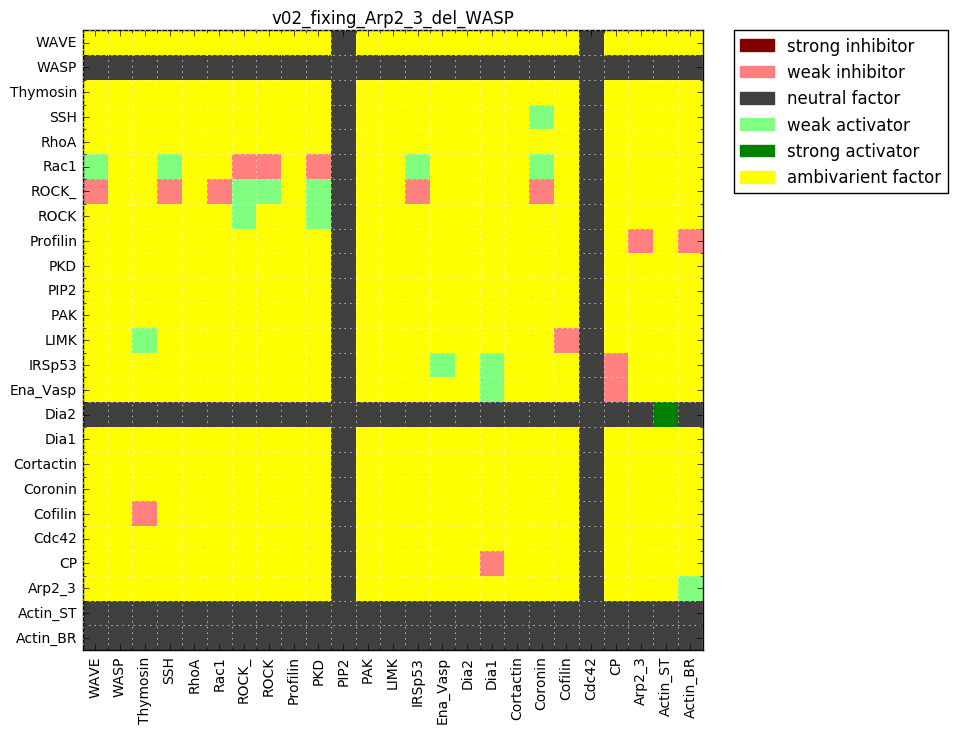 v02_fixing_Arp2_3_del_WASP
WAVE
WASP
Thymosin
SSH
RhoA
Rac1
ROCK_
ROCK
Profilin
PKD
PIP2
PAK
LIMK
IRSp53
Ena_Vasp
Dia2
Dia1
Cortactin
Coronin
Cofilin
Cdc42
CP
Arp2_3
Actin_ST
Actin_BR
WAVE
WASP
Thymosin
SSH
RhoA
Rac1
ROCK_
ROCK
Profilin
PKD
PIP2
PAK
LIMK
IRSp53
Ena_Vasp
Dia2
Dia1
Cortactin
Coronin
Cofilin
Cdc42
CP
Arp2_3
Actin_ST
Actin_BR
strong inhibitor
weak inhibitor
neutral factor
weak activator
strong activator
ambivarient factor